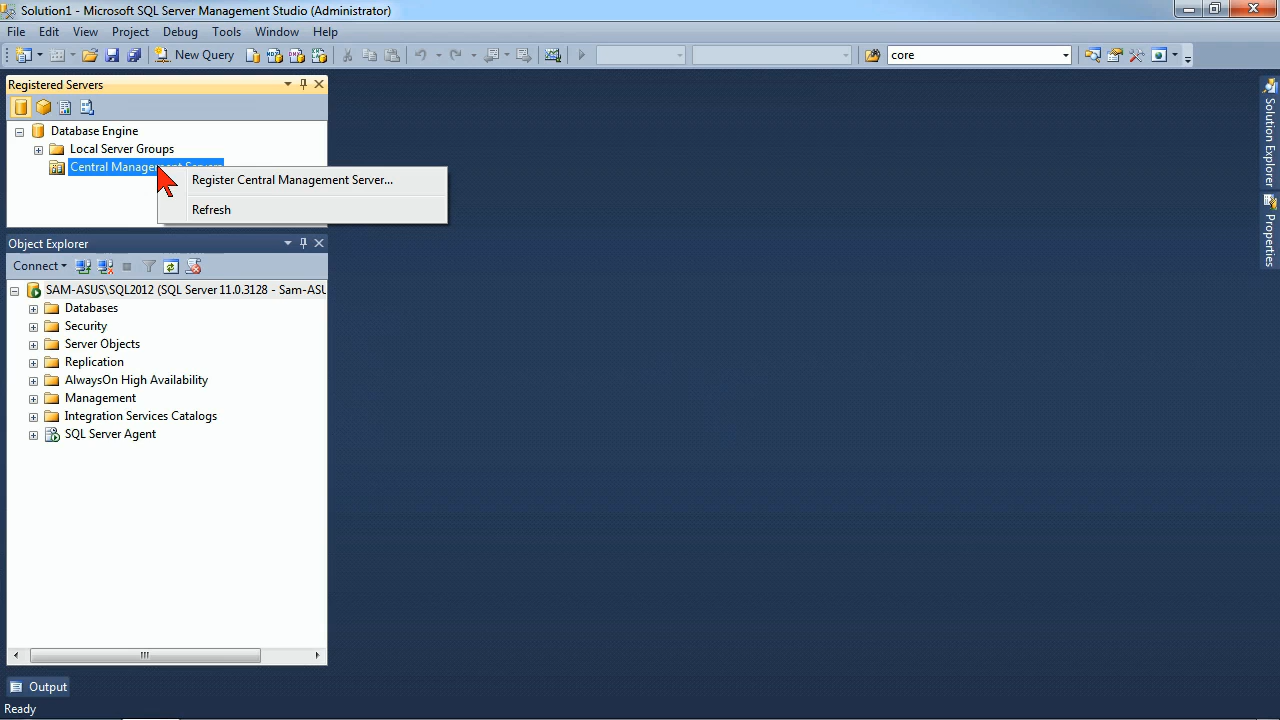 Solution1 - Microsoft SQL Server Management Studio (Administrator)
File Edit View Project Debug Tools Window Help
New Query
core
Registered Servers
Database Engine
Local Server Groups
Central Management Servers
Register Central Management Server...
Refresh
Object Explorer
Connect
SAM-ASUS\SQL2012 (SQL Server 11.0.3128 - Sam-ASU
Databases
Security
Server Objects
Replication
AlwaysOn High Availability
Management
Integration Services Catalogs
SQL Server Agent
Solution Explorer
Properties
Output
Ready